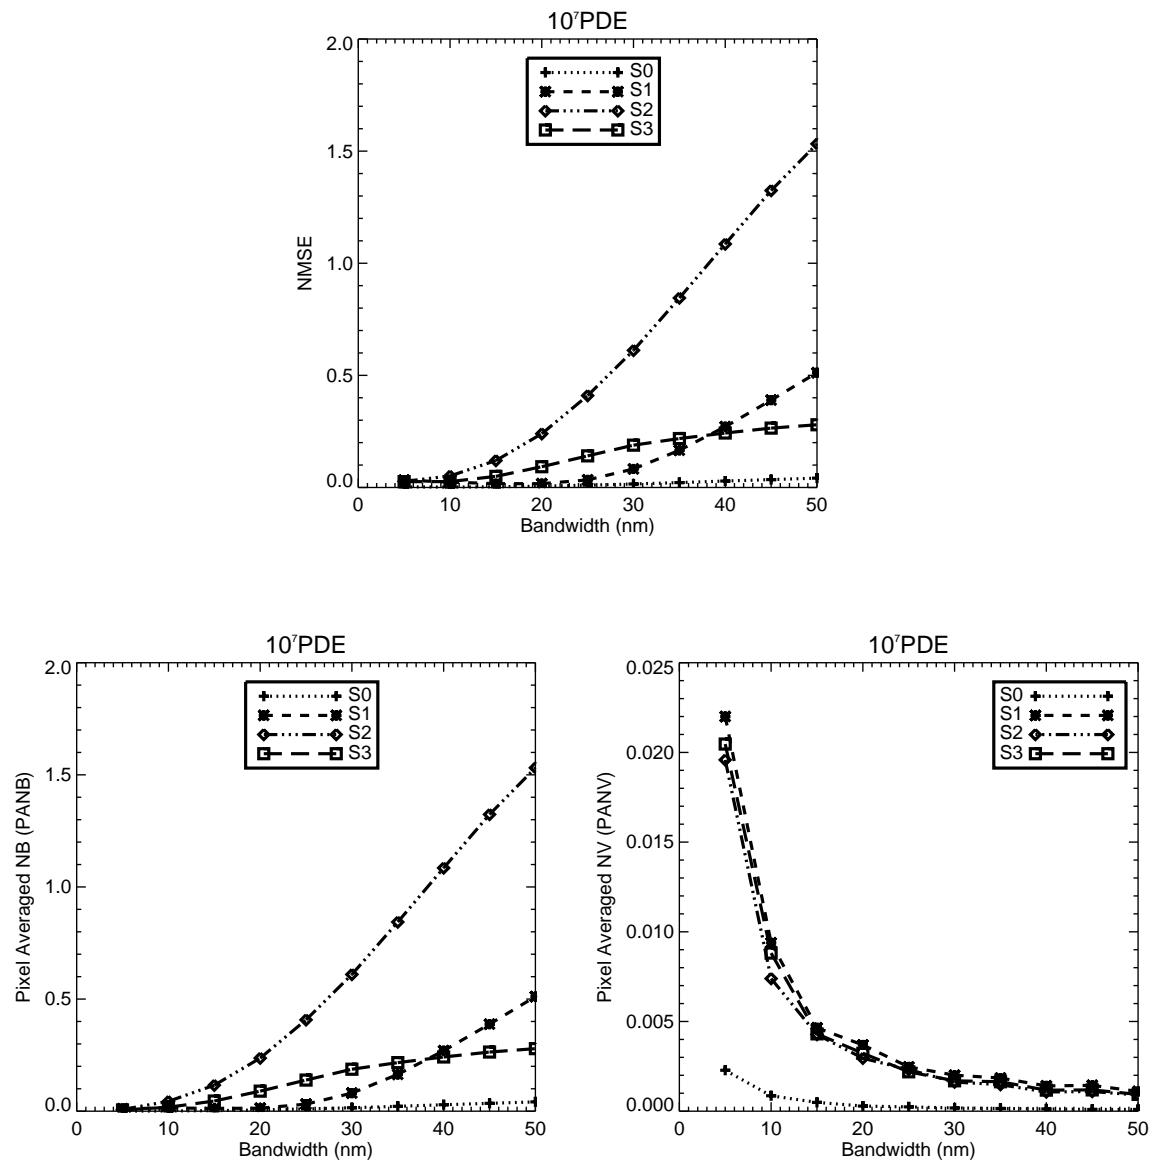 10⁷PDE
2.0
1.5
1.0
0.5
0.0
NMSE
S0
S1
S2
S3
0 10 20 30 40 50
Bandwidth (nm)
10⁷PDE
2.0
1.5
1.0
0.5
0.0
Pixel Averaged NB (PANB)
S0
S1
S2
S3
0 10 20 30 40 50
Bandwidth (nm)
10⁷PDE
0.025
0.020
0.015
0.010
0.005
0.000
Pixel Averaged NV (PANV)
S0
S1
S2
S3
0 10 20 30 40 50
Bandwidth (nm)